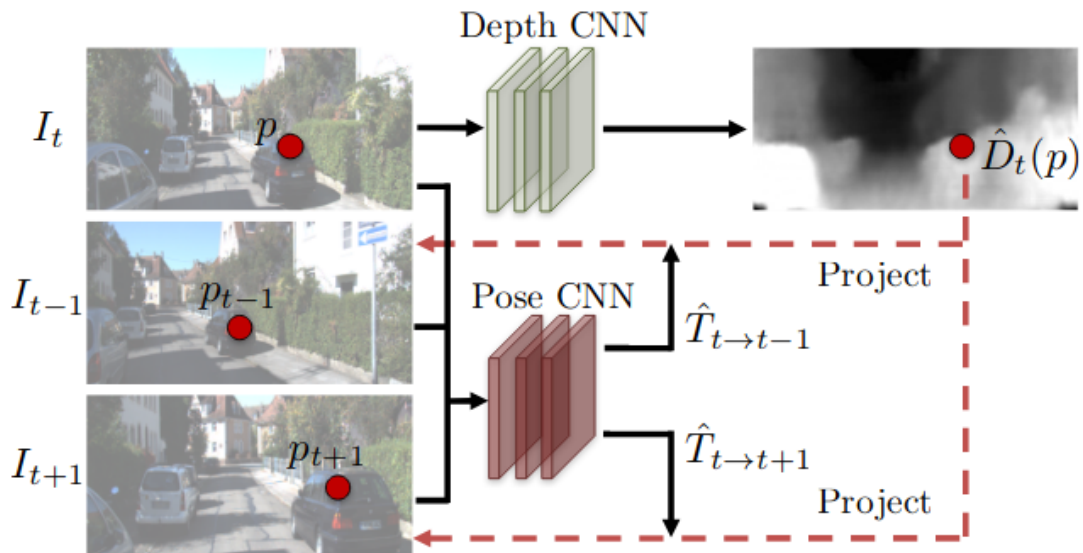 Depth CNN
I_t
p
D̂_t(p)
Project
I_{t−1}
p_{t−1}
Pose CNN
T̂_{t→t−1}
I_{t+1}
p_{t+1}
T̂_{t→t+1}
Project